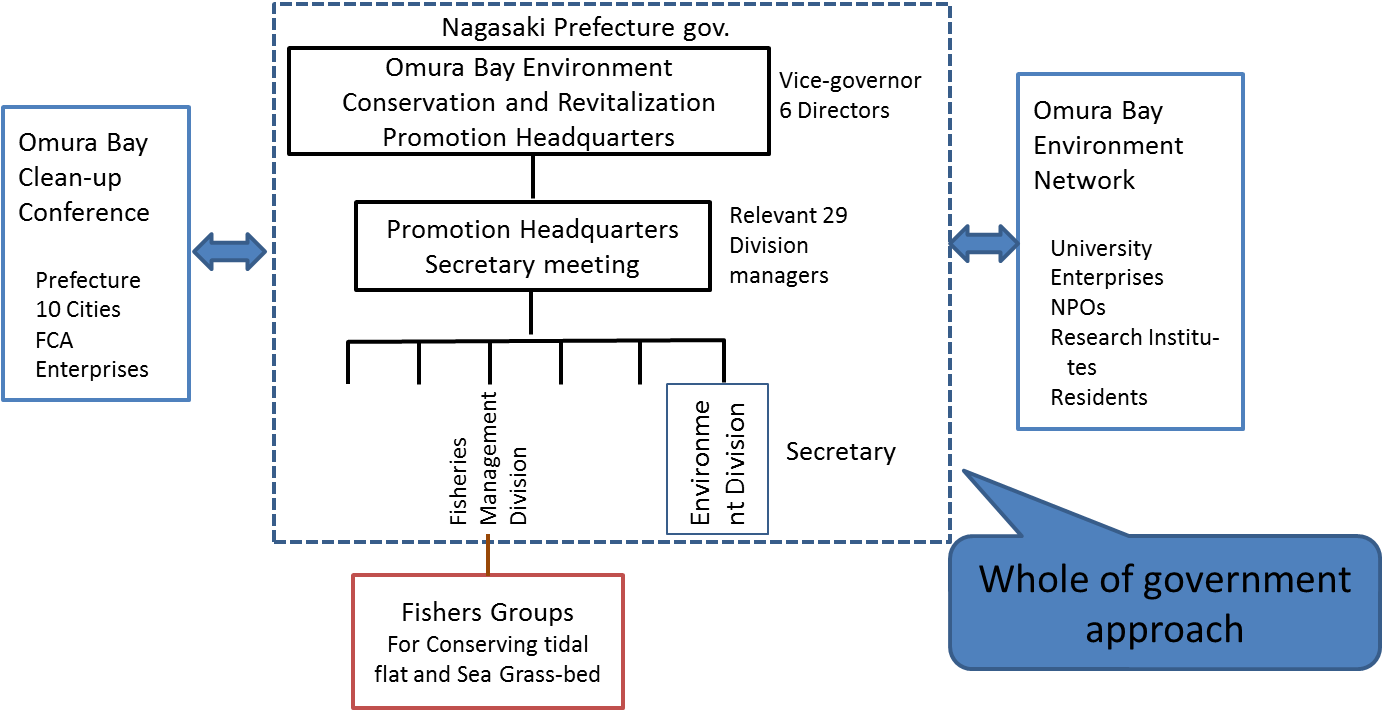 Nagasaki Prefecture gov.
Omura Bay Environment
Conservation and Revitalization
Promotion Headquarters
Vice-governor
6 Directors
Omura Bay
Clean-up
Conference
Prefecture
10 Cities
FCA
Enterprises
Promotion Headquarters
Secretary meeting
Relevant 29
Division
managers
Omura Bay
Environment
Network
University
Enterprises
NPOs
Research Institu-
tes
Residents
Fisheries
Management
Division
Environme
nt Division
Secretary
Fishers Groups
For Conserving tidal
flat and Sea Grass-bed
Whole of government
approach